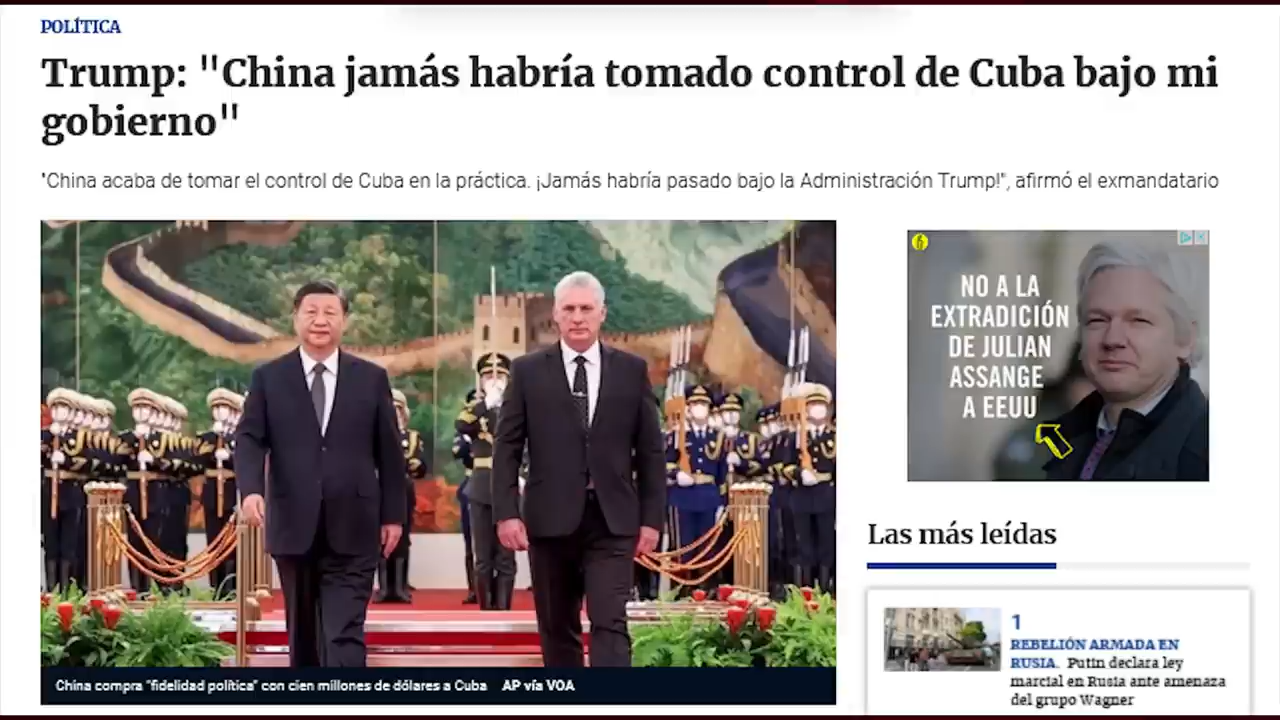 POLÍTICA
Trump: "China jamás habría tomado control de Cuba bajo mi
gobierno"
"China acaba de tomar el control de Cuba en la práctica. ¡Jamás habría pasado bajo la Administración Trump!", afirmó el exmandatario
NO A LA
EXTRADICIÓN
DE JULIAN
ASSANGE
A EEUU
Las más leídas
1
REBELIÓN ARMADA EN
RUSIA. Putin declara ley
marcial en Rusia ante amenaza
del grupo Wagner
China compra "fidelidad política" con cien millones de dólares a Cuba AP vía VOA